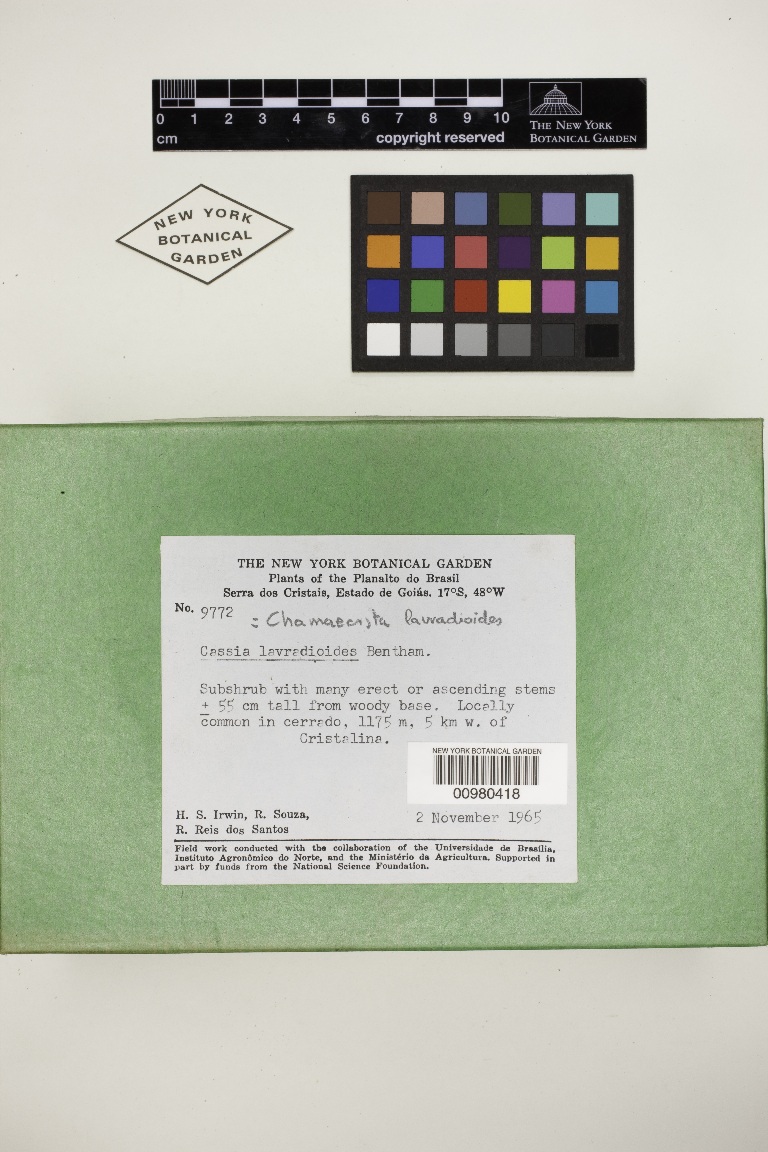 0 1 2 3 4 5 6 7 8 9 10
cm
copyright reserved
THE NEW YORK
BOTANICAL GARDEN
NEW YORK
BOTANICAL
GARDEN
THE NEW YORK BOTANICAL GARDEN
Plants of the Planalto do Brasil
Serra dos Cristais, Estado de Goiás. 17°S, 48°W
No. 9772 = Chamaecrista lavradioides
Cassia lavradioides Bentham.
Subshrub with many erect or ascending stems
± 55 cm tall from woody base. Locally
common in cerrado, 1175 m, 5 km w. of
Cristalina.
NEW YORK BOTANICAL GARDEN
00980418
H. S. Irwin, R. Souza,
R. Reis dos Santos
2 November 1965
Field work conducted with the collaboration of the Universidade de Brasília,
Instituto Agronômico do Norte, and the Ministério da Agricultura. Supported in
part by funds from the National Science Foundation.